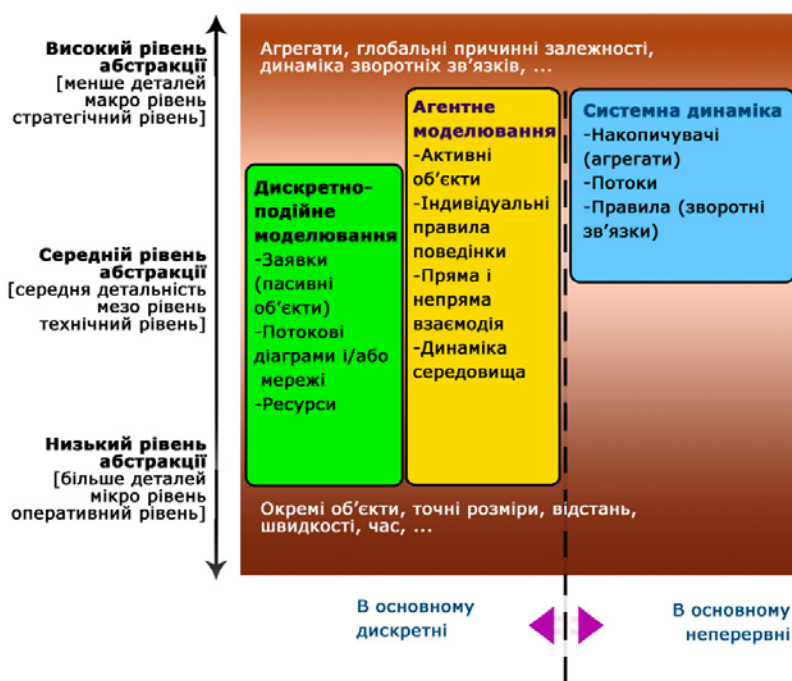 Високий рівень
абстракції
[менше деталей
макро рівень
стратегічний рівень]
Середній рівень
абстракції
[середня детальність
мезо рівень
технічний рівень]
Низький рівень
абстракції
[більше деталей
мікро рівень
оперативний рівень]
Агрегати, глобальні причинні залежності,
динаміка зворотніх зв'язків, ...
Дискретно-
подійне
моделювання
-Заявки
(пасивні
об'єкти)
-Потокові
діаграми і/або
мережі
-Ресурси
Агентне
моделювання
-Активні
об'єкти
-Індивідуальні
правила
поведінки
-Пряма і
непряма
взаємодія
-Динаміка
середовища
Системна динаміка
-Накопичувачі
(агрегати)
-Потоки
-Правила (зворотні
зв'язки)
Окремі об'єкти, точні розміри, відстань,
швидкості, час, ...
В основному
дискретні
В основному
неперервні